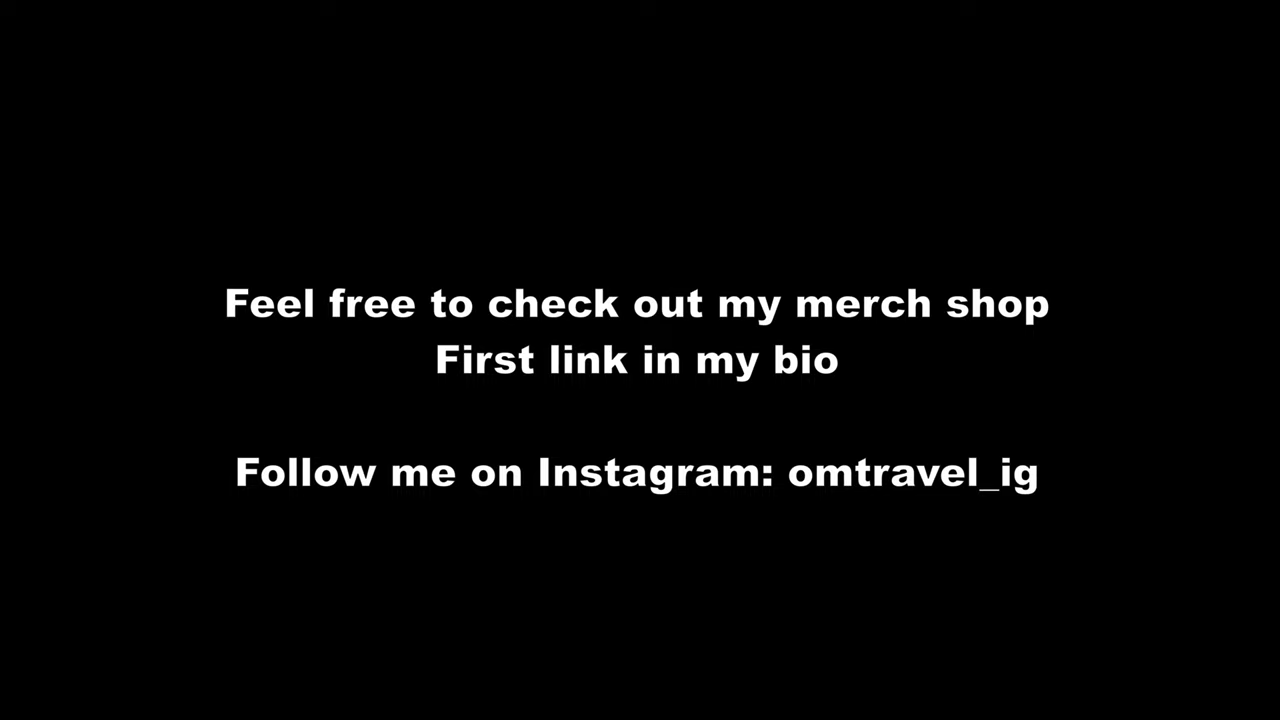 Feel free to check out my merch shop
First link in my bio
Follow me on Instagram: omtravel_ig